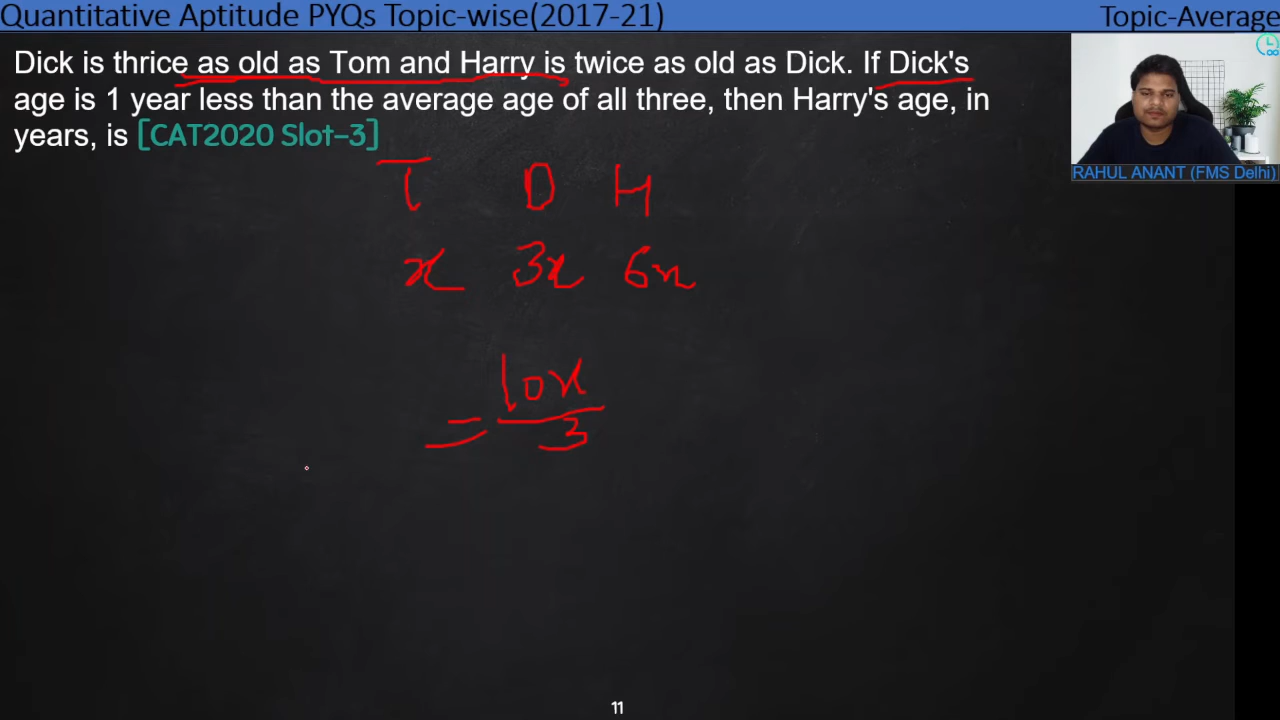 Quantitative Aptitude PYQs Topic-wise(2017-21) Topic-Average
Dick is thrice as old as Tom and Harry is twice as old as Dick. If Dick's
age is 1 year less than the average age of all three, then Harry's age, in
years, is [CAT2020 Slot-3]
RAHUL ANANT (FMS Delhi)
T D H
x 3x 6x
= 10x
3
11